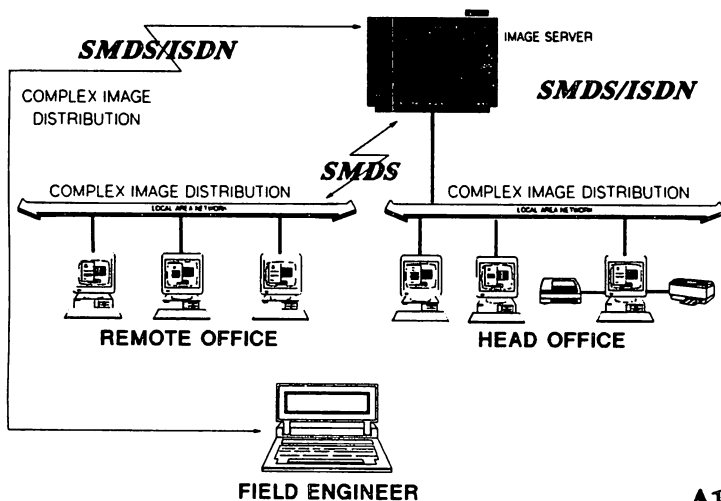 SMDS/ISDN
IMAGE SERVER
SMDS/ISDN
COMPLEX IMAGE
DISTRIBUTION
SMDS
COMPLEX IMAGE DISTRIBUTION
COMPLEX IMAGE DISTRIBUTION
LOCAL AREA NETWORK
LOCAL AREA NETWORK
REMOTE OFFICE
HEAD OFFICE
FIELD ENGINEER